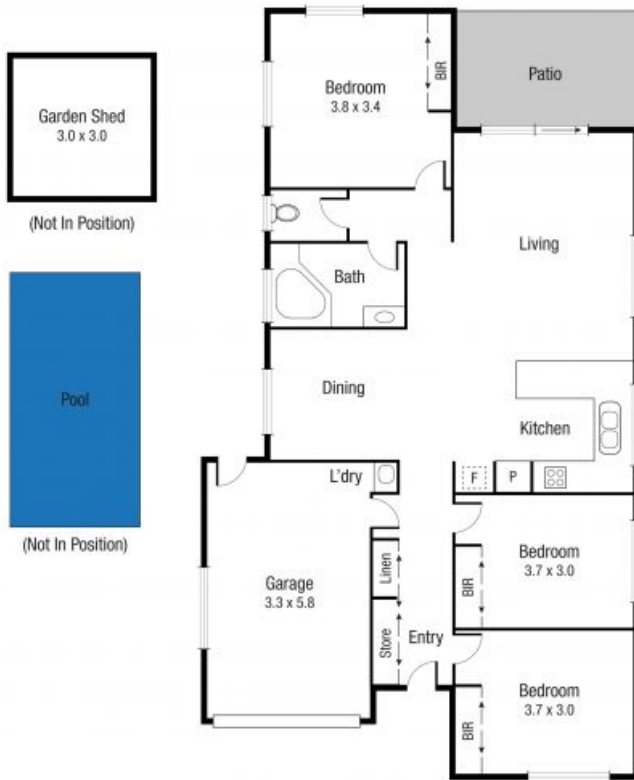 Garden Shed
3.0 x 3.0
(Not In Position)
Pool
(Not In Position)
Bedroom
3.8 x 3.4
BIR
Patio
Living
Bath
Dining
Kitchen
L'dry
F
P
Garage
3.3 x 5.8
Linen
Store
Entry
BIR
Bedroom
3.7 x 3.0
BIR
Bedroom
3.7 x 3.0